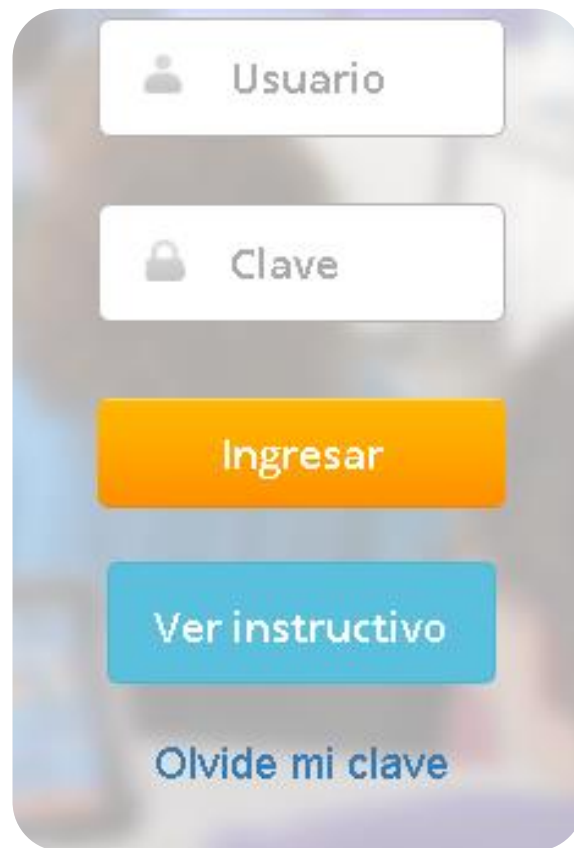 Usuario
Clave
Ingresar
Ver instructivo
Olvide mi clave